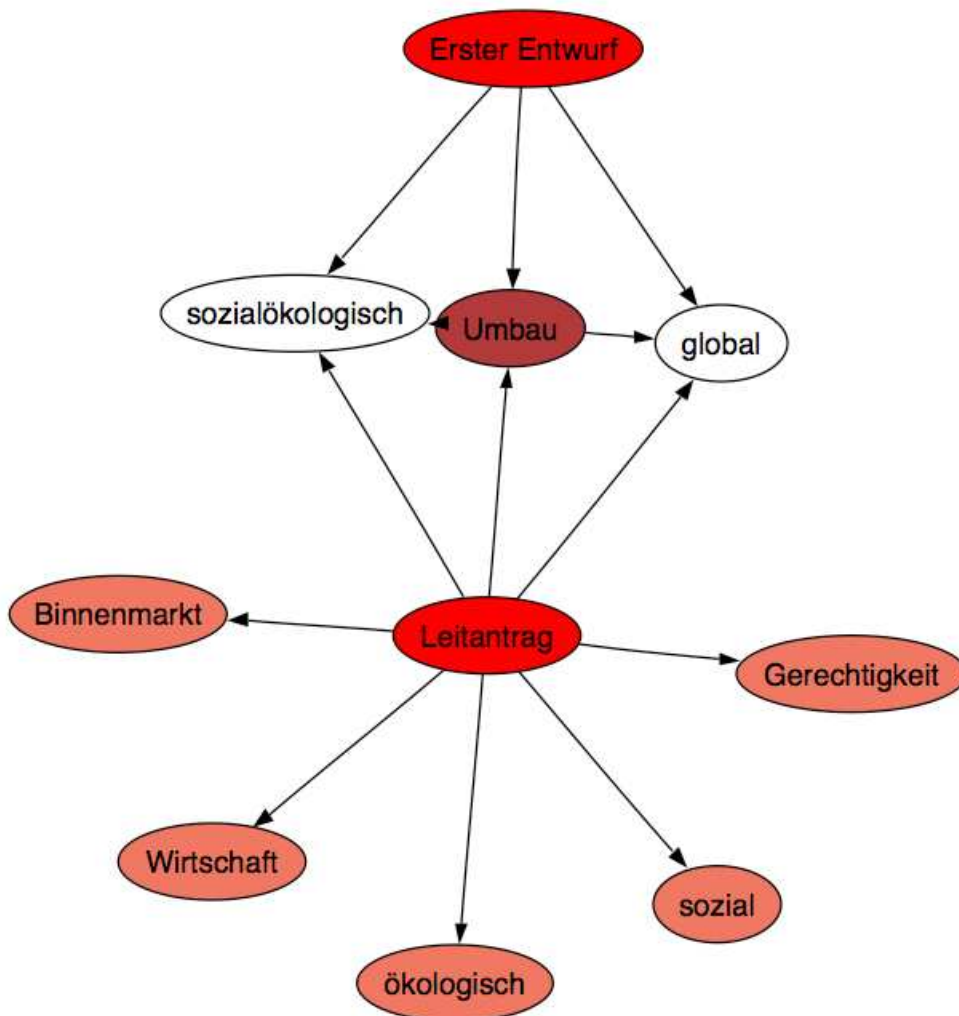 Erster Entwurf
sozialökologisch
Umbau
global
Binnenmarkt
Leitantrag
Gerechtigkeit
Wirtschaft
sozial
ökologisch